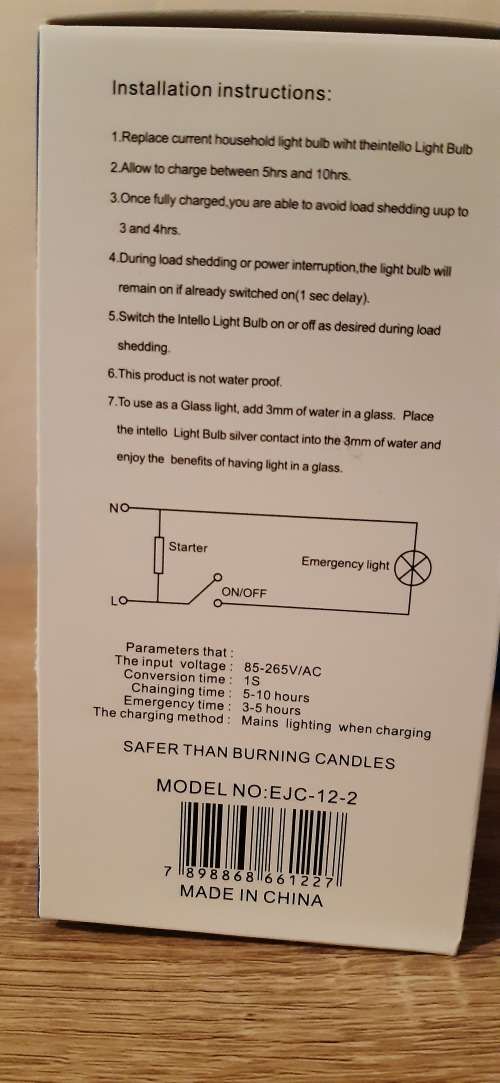 Installation instructions:
1.Replace current household light bulb wiht theintello Light Bulb
2.Allow to charge between 5hrs and 10hrs.
3.Once fully charged,you are able to avoid load shedding uup to
3 and 4hrs.
4.During load shedding or power interruption,the light bulb will
remain on if already switched on(1 sec delay).
5.Switch the Intello Light Bulb on or off as desired during load
shedding.
6.This product is not water proof.
7.To use as a Glass light, add 3mm of water in a glass. Place
the intello Light Bulb silver contact into the 3mm of water and
enjoy the benefits of having light in a glass.
N
Starter
Emergency light
ON/OFF
L
Parameters that :
The input voltage : 85-265V/AC
Conversion time : 1S
Chainging time : 5-10 hours
Emergency time : 3-5 hours
The charging method : Mains lighting when charging
SAFER THAN BURNING CANDLES
MODEL NO:EJC-12-2
7 898868 661227
MADE IN CHINA